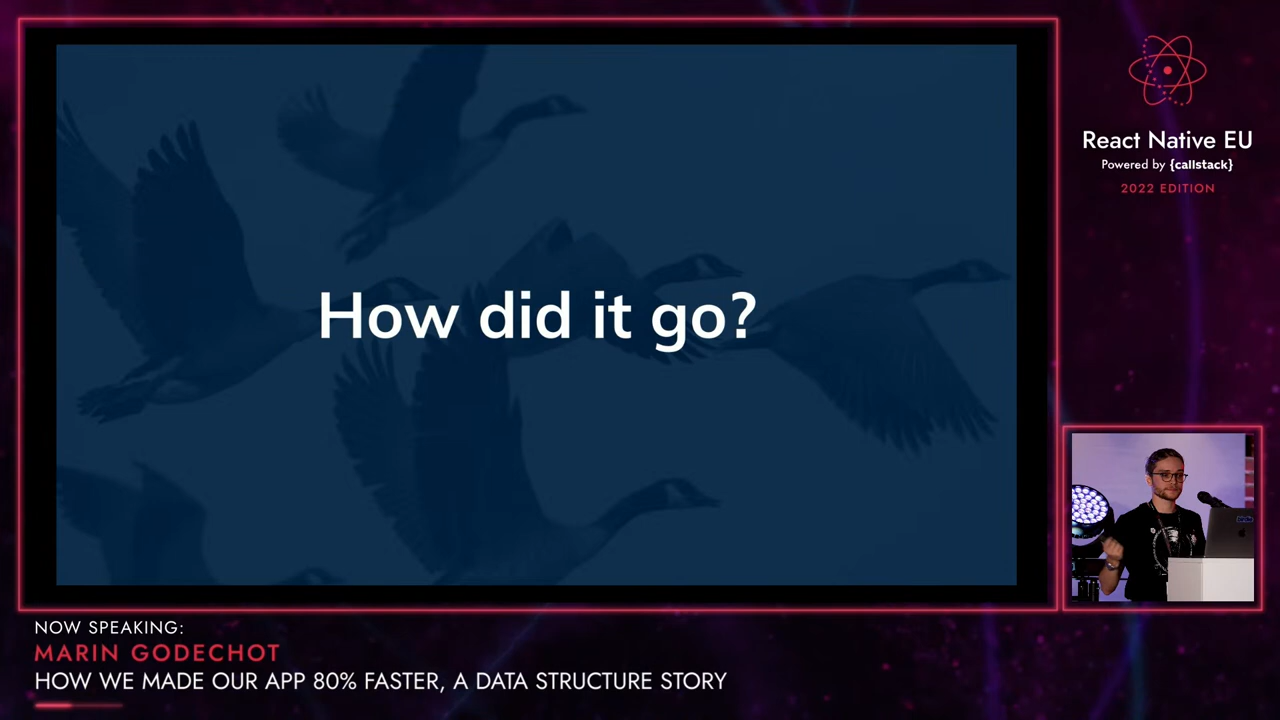 How did it go?
React Native EU
Powered by {callstack}
2022 EDITION
NOW SPEAKING:
MARIN GODECHOT
HOW WE MADE OUR APP 80% FASTER, A DATA STRUCTURE STORY